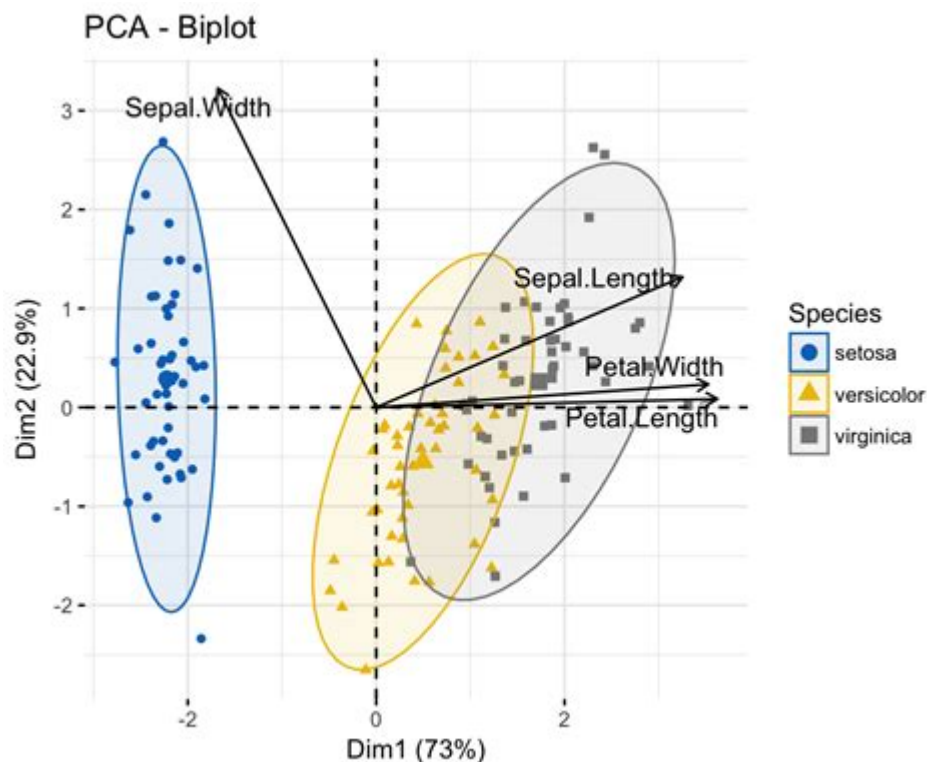 PCA - Biplot
Sepal.Width
Sepal.Length
Petal.Width
Petal.Length
3
2
1
0
-1
-2
Dim2 (22.9%)
-2
0
2
Dim1 (73%)
Species
setosa
versicolor
virginica